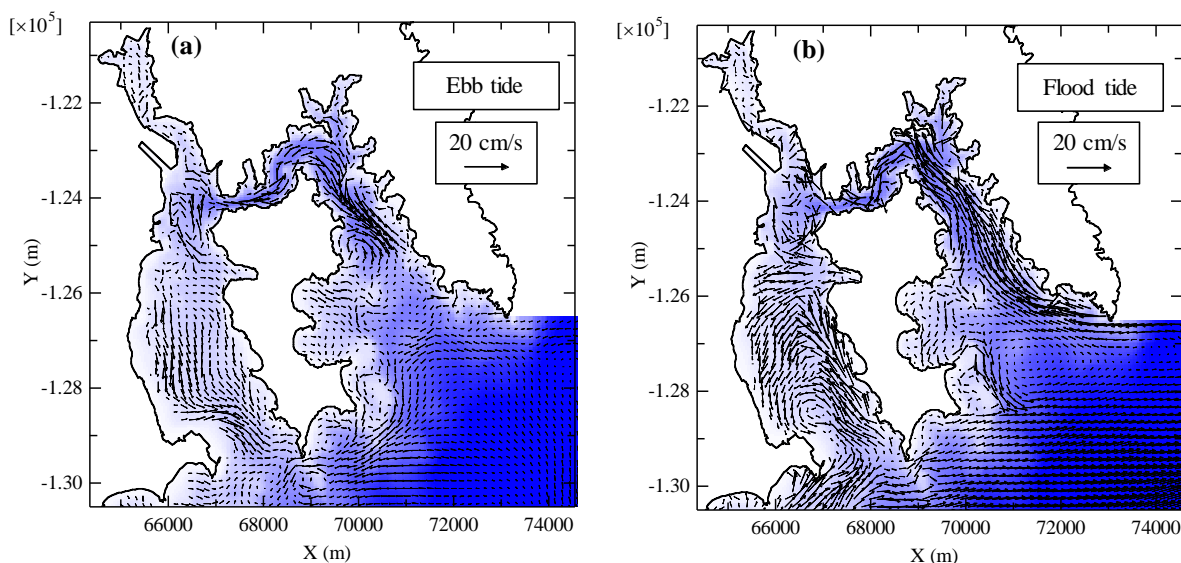 [×10⁵]
(a)
Ebb tide
20 cm/s
-1.22
-1.24
-1.26
-1.28
-1.30
Y (m)
66000 68000 70000 72000 74000
X (m)
[×10⁵]
(b)
Flood tide
20 cm/s
-1.22
-1.24
-1.26
-1.28
-1.30
Y (m)
66000 68000 70000 72000 74000
X (m)